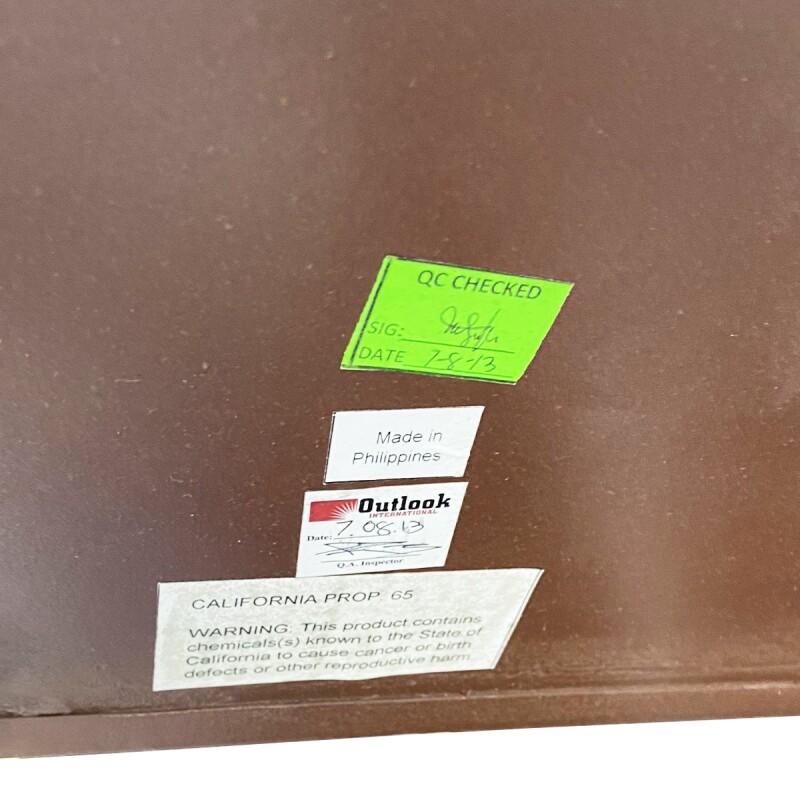 QC CHECKED
SIG:
DATE 7-8-13
Made in
Philippines
Outlook
INTERNATIONAL
Date: 7.08.13
Q.A. Inspector
CALIFORNIA PROP. 65
WARNING: This product contains
chemicals(s) known to the State of
California to cause cancer or birth
defects or other reproductive harm.